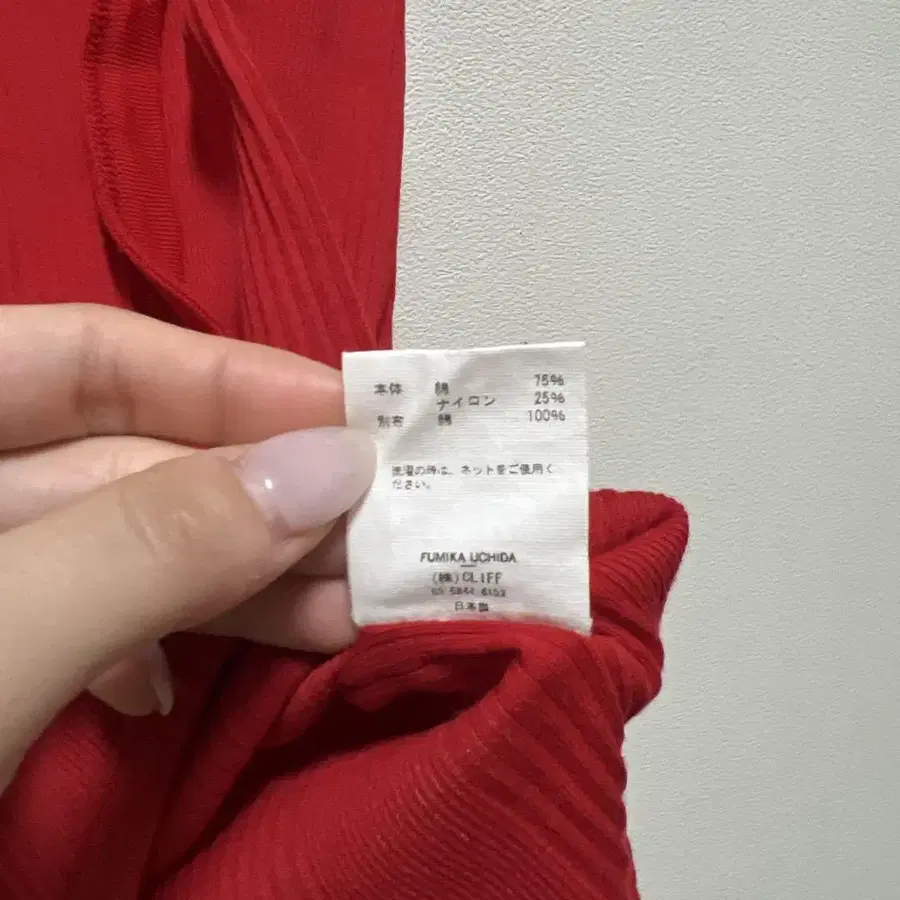 本体 綿 75%
ナイロン 25%
別布 綿 100%
洗濯の時は、ネットをご使用く
ださい。
FUMIKA UCHIDA
(株)CLIFF
日本製